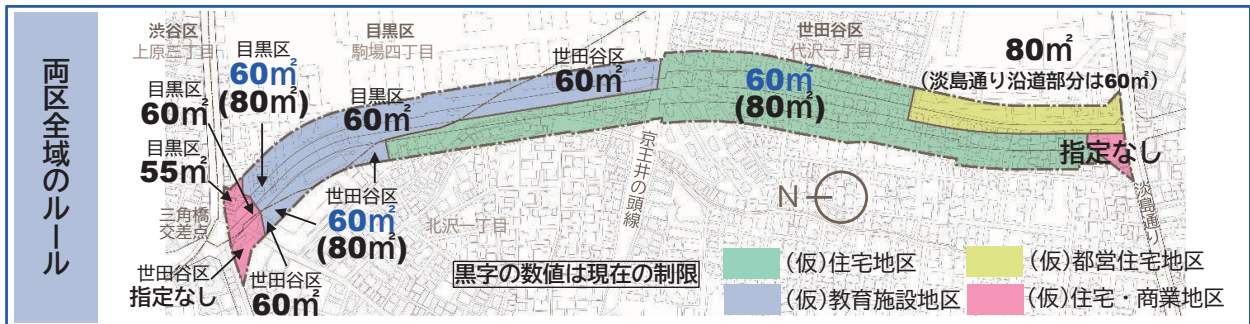 両区全域のルール
渋谷区
上原三丁目
目黒区
駒場四丁目
世田谷区
代沢一丁目
目黒区
60㎡
(80㎡)
目黒区
60㎡
目黒区
55㎡
三角橋
交差点
世田谷区
指定なし
世田谷区
60㎡
世田谷区
60㎡
(80㎡)
目黒区
60㎡
世田谷区
60㎡
60㎡
(80㎡)
80㎡
(淡島通り沿道部分は60㎡)
指定なし
北沢一丁目
京王井の頭線
淡島通り
N
黒字の数値は現在の制限
(仮)住宅地区
(仮)都営住宅地区
(仮)教育施設地区
(仮)住宅・商業地区